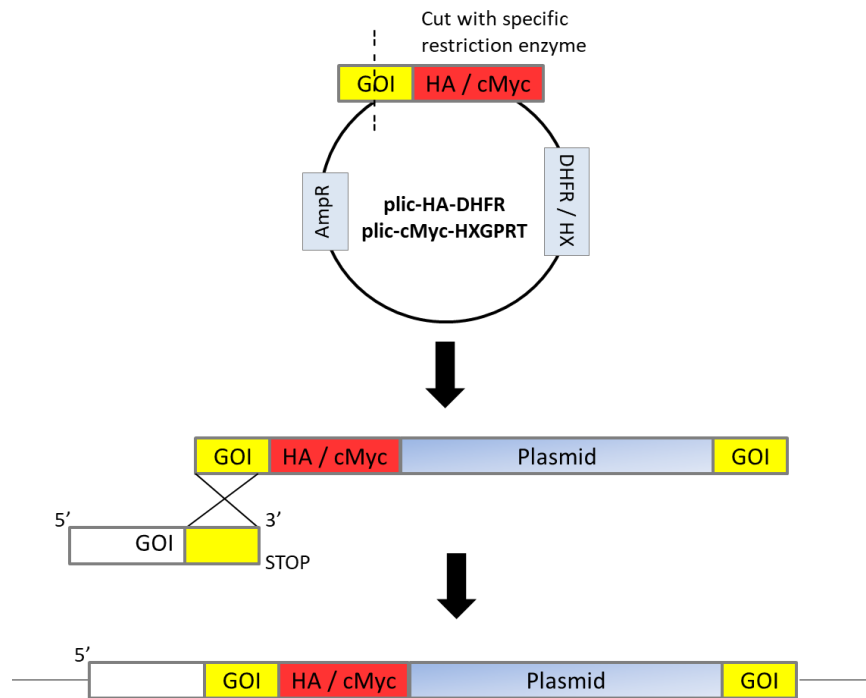 Cut with specific
restriction enzyme
GOI
HA / cMyc
AmpR
plic-HA-DHFR
plic-cMyc-HXGPRT
DHFR / HX
GOI
HA / cMyc
Plasmid
GOI
5’
3’
GOI
STOP
5’
GOI
HA / cMyc
Plasmid
GOI